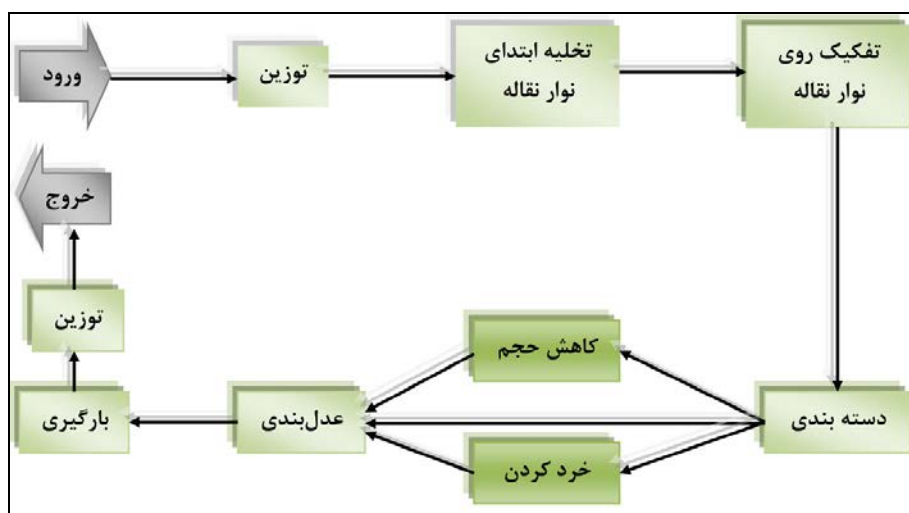 ورود
توزین
تخلیه ابتدای
نوار نقاله
تفکیک روی
نوار نقاله
دسته بندی
کاهش حجم
خرد کردن
عدل‌بندی
بارگیری
توزین
خروج